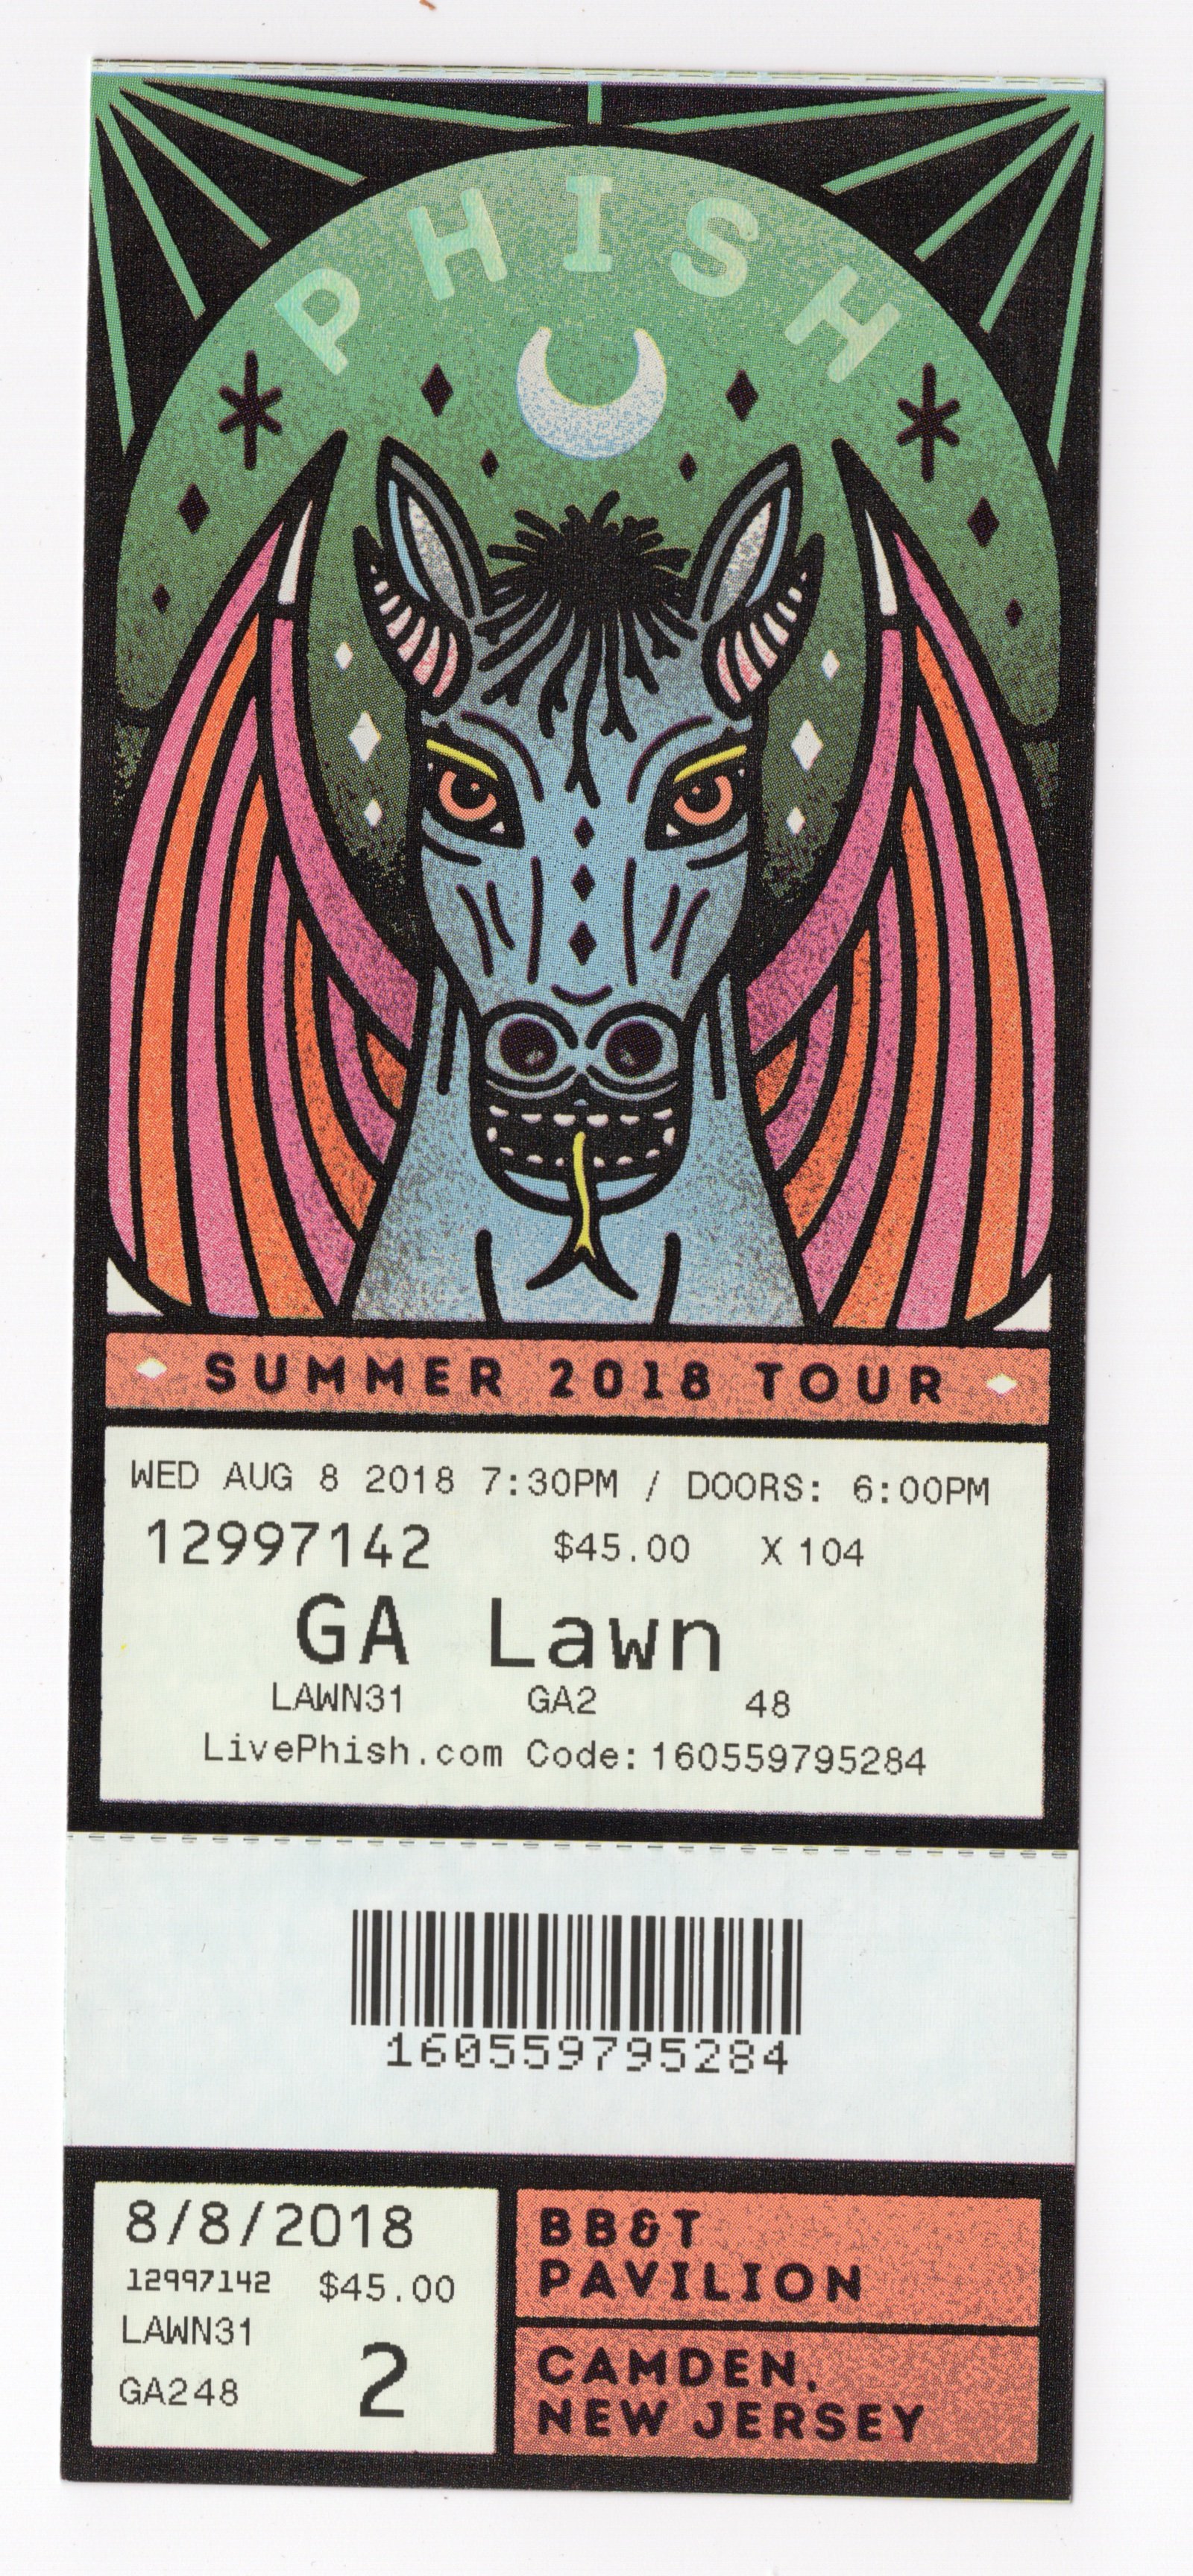 PHISH
SUMMER 2018 TOUR
WED AUG 8 2018 7:30PM / DOORS: 6:00PM
12997142 $45.00 X 104
GA Lawn
LAWN31 GA2 48
LivePhish.com Code: 160559795284
160559795284
8/8/2018
12997142 $45.00
LAWN31
GA248 2
BB&T
PAVILION
CAMDEN,
NEW JERSEY